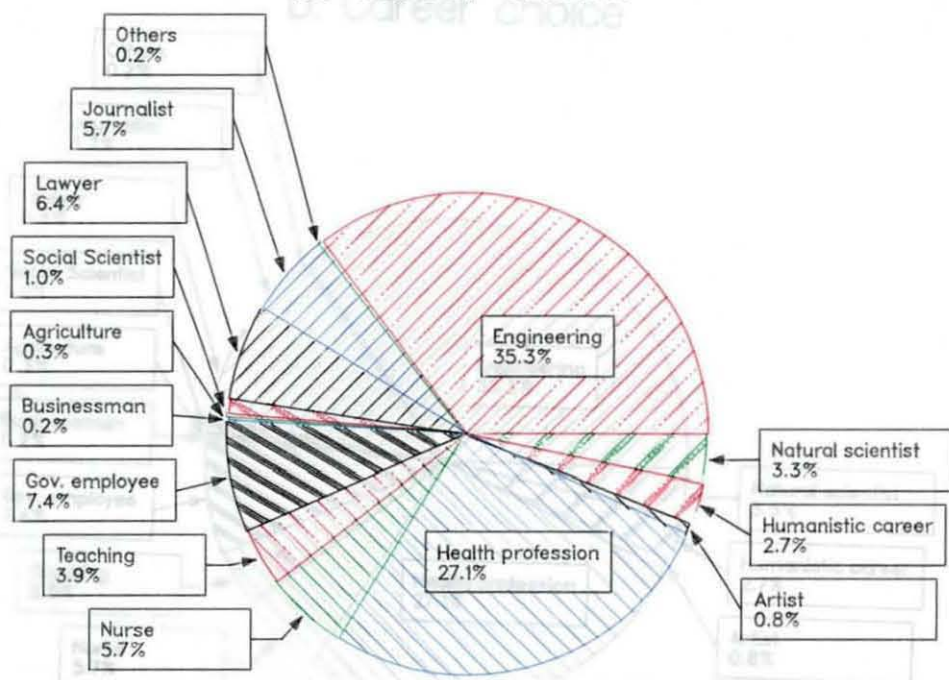 b. Career choice
Others
0.2%
Journalist
5.7%
Lawyer
6.4%
Social Scientist
1.0%
Agriculture
0.3%
Businessman
0.2%
Gov. employee
7.4%
Teaching
3.9%
Nurse
5.7%
Engineering
35.3%
Health profession
27.1%
Natural scientist
3.3%
Humanistic career
2.7%
Artist
0.8%